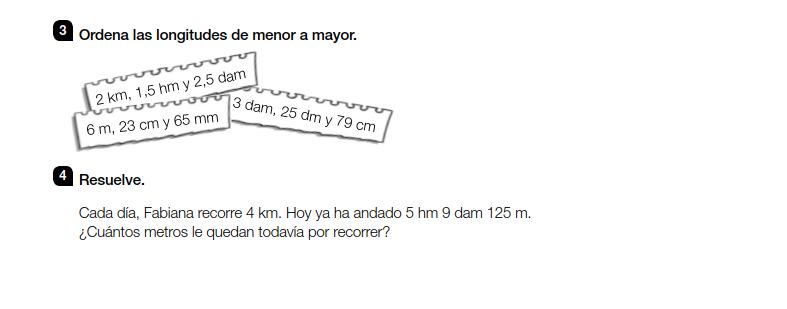 3 Ordena las longitudes de menor a mayor.
2 km, 1,5 hm y 2,5 dam
3 dam, 25 dm y 79 cm
6 m, 23 cm y 65 mm
4 Resuelve.
Cada día, Fabiana recorre 4 km. Hoy ya ha andado 5 hm 9 dam 125 m.
¿Cuántos metros le quedan todavía por recorrer?